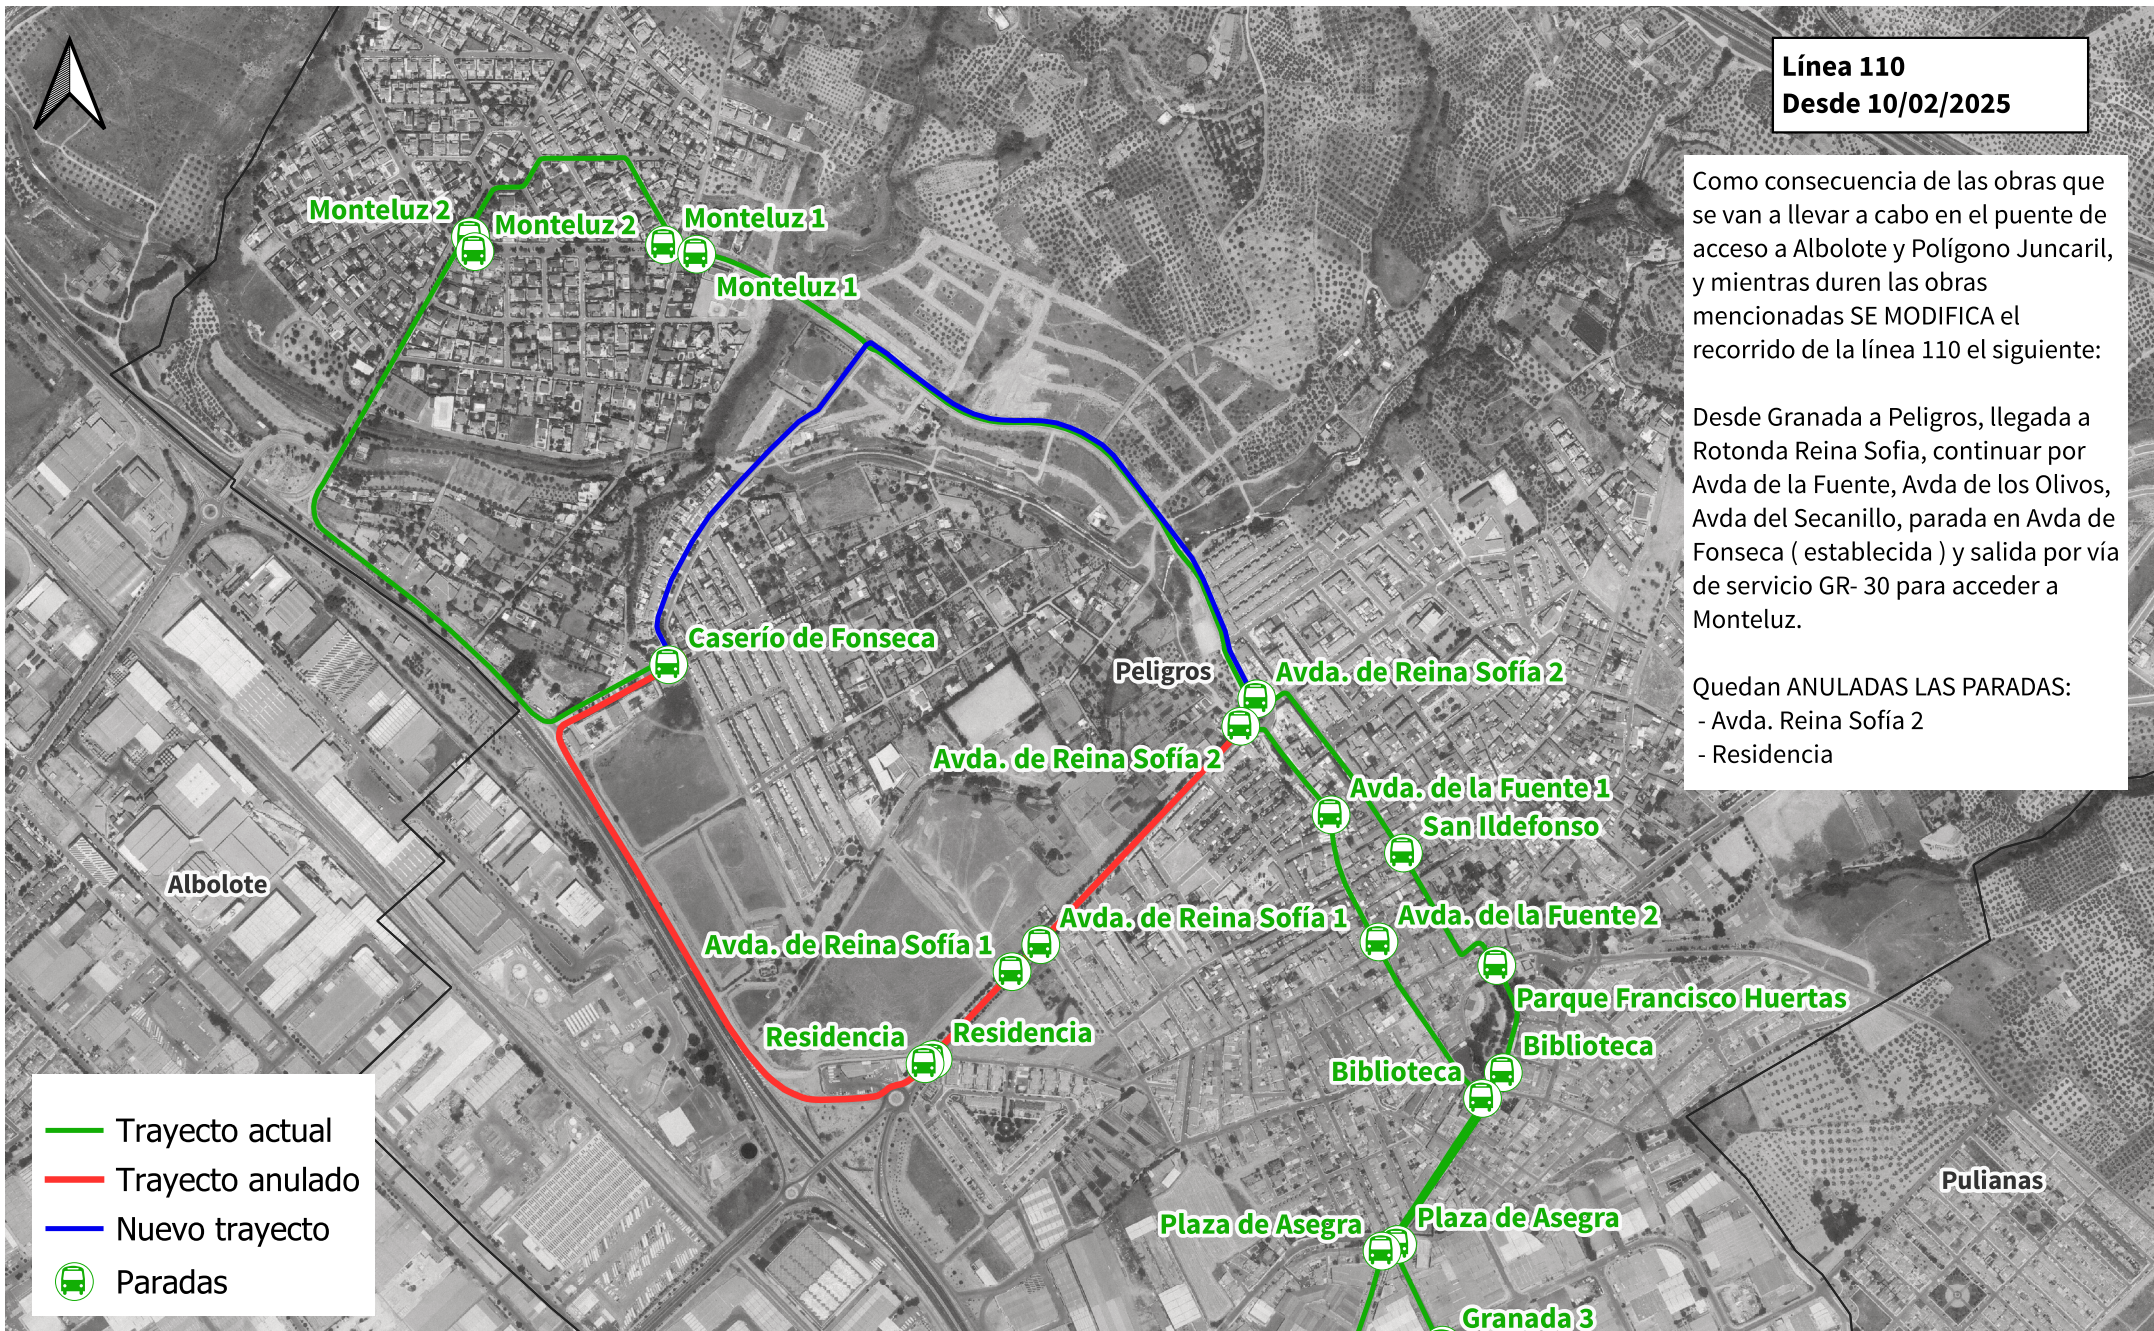 Línea 110
Desde 10/02/2025
Como consecuencia de las obras que
se van a llevar a cabo en el puente de
acceso a Albolote y Polígono Juncaril,
y mientras duren las obras
mencionadas SE MODIFICA el
recorrido de la línea 110 el siguiente:
Desde Granada a Peligros, llegada a
Rotonda Reina Sofia, continuar por
Avda de la Fuente, Avda de los Olivos,
Avda del Secanillo, parada en Avda de
Fonseca ( establecida ) y salida por vía
de servicio GR- 30 para acceder a
Monteluz.
Quedan ANULADAS LAS PARADAS:
- Avda. Reina Sofía 2
- Residencia
Monteluz 2
Monteluz 2
Monteluz 1
Monteluz 1
Caserío de Fonseca
Peligros
Avda. de Reina Sofía 2
Avda. de Reina Sofía 2
Avda. de la Fuente 1
San Ildefonso
Albolote
Avda. de Reina Sofía 1
Avda. de Reina Sofía 1
Avda. de la Fuente 2
Parque Francisco Huertas
Residencia
Residencia
Biblioteca
Biblioteca
Pulianas
Plaza de Asegra
Plaza de Asegra
Granada 3
Trayecto actual
Trayecto anulado
Nuevo trayecto
Paradas